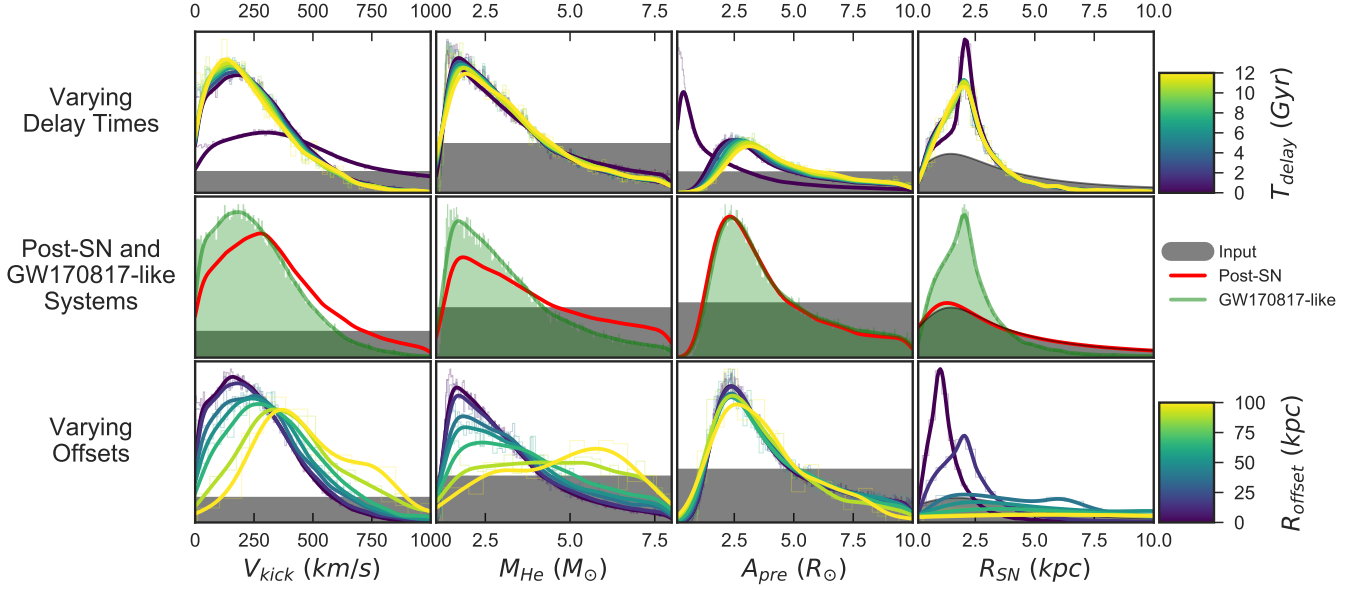 0 250 500 750 1000 2.5 5.0 7.5 2.5 5.0 7.5 10.0 2.5 5.0 7.5 10.0
Varying
Delay Times
12
10
8
6
4
2
0
T_delay (Gyr)
Post-SN and
GW170817-like
Systems
Input
Post-SN
GW170817-like
Varying
Offsets
100
75
50
25
0
R_offset (kpc)
0 250 500 750 1000 2.5 5.0 7.5 2.5 5.0 7.5 10.0 2.5 5.0 7.5 10.0
V_kick (km/s) M_He (M_⊙) A_pre (R_⊙) R_SN (kpc)